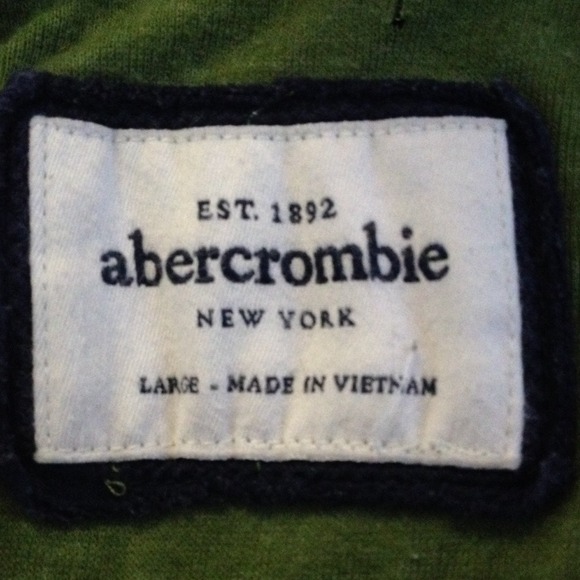 EST. 1892
abercrombie
NEW YORK
LARGE - MADE IN VIETNAM